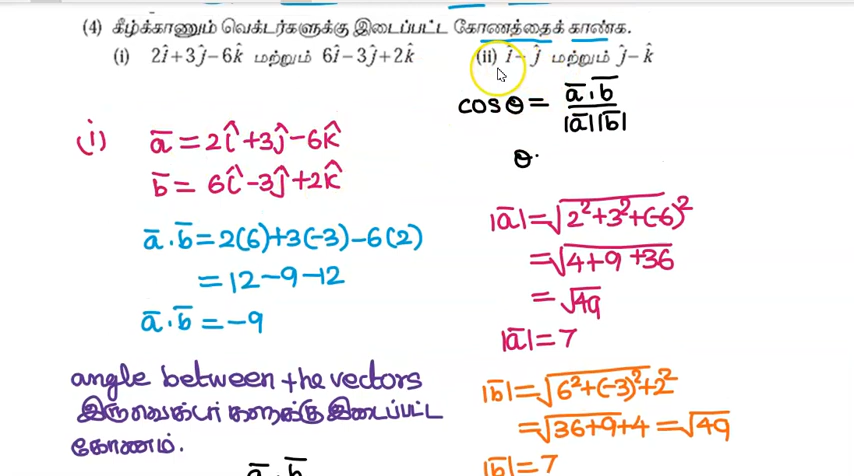 (4) கீழ்க்காணும் வெக்டர்களுக்கு இடைப்பட்ட கோணத்தைக் காண்க.
(i) 2î+3ĵ−6k̂ மற்றும் 6î−3ĵ+2k̂ (ii) î−ĵ மற்றும் ĵ−k̂
cos θ = a̅.b̅ / |a̅||b̅|
θ.
(i) a̅ = 2î+3ĵ−6k̂
b̅ = 6î−3ĵ+2k̂
a̅.b̅ = 2(6)+3(−3)−6(2)
= 12−9−12
a̅.b̅ = −9
|a̅| = √2²+3²+(−6)²
= √4+9+36
= √49
|a̅| = 7
angle between the vectors
இருவெக்டர்களுக்கு இடைப்பட்ட
கோணம்.
a̅.b̅
|b̅| = √6²+(−3)²+2²
= √36+9+4 = √49
|b̅| = 7